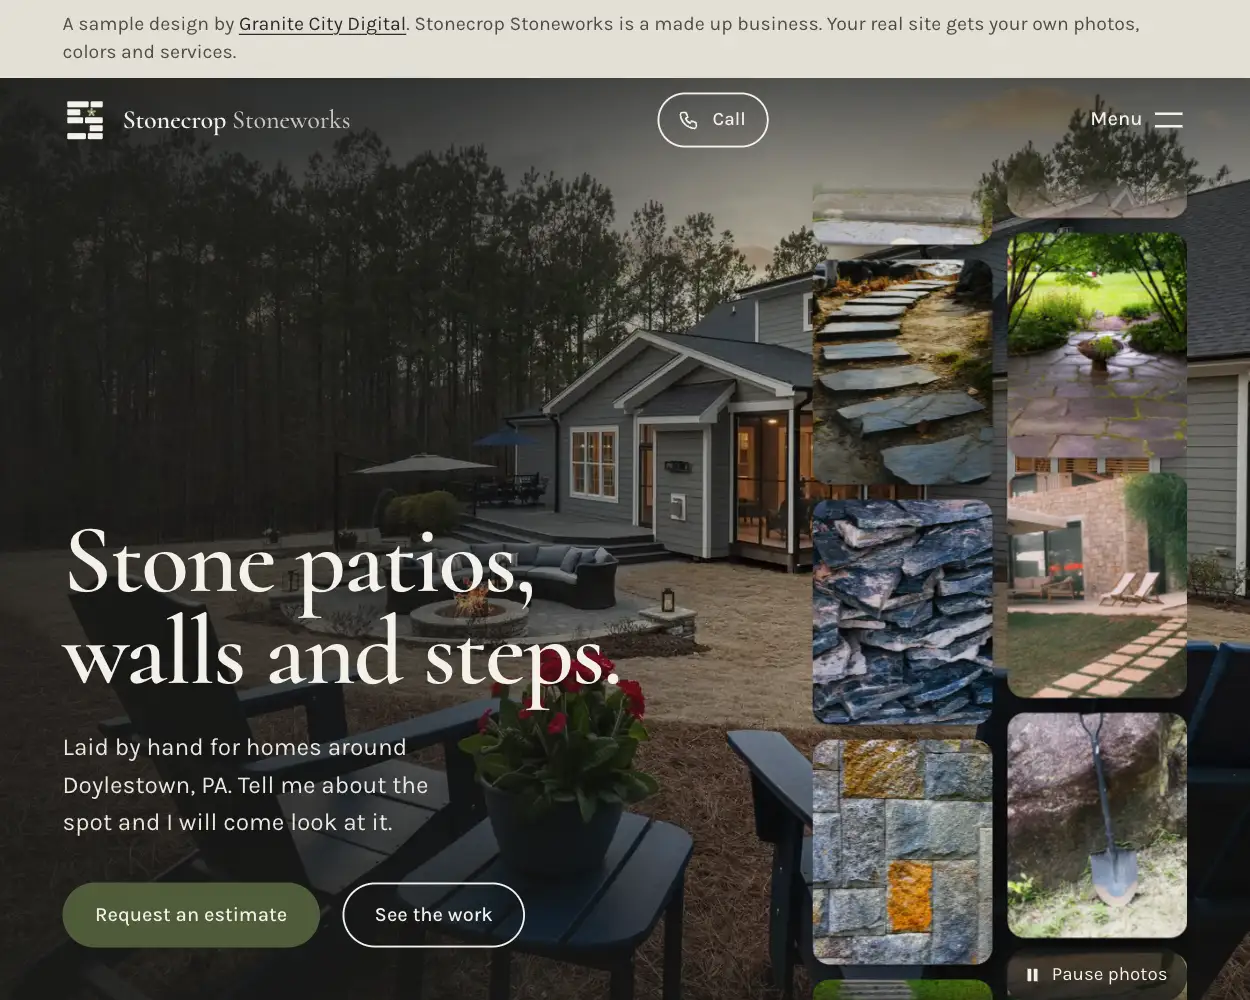 A sample design by Granite City Digital. Stonecrop Stoneworks is a made up business. Your real site gets your own photos,
colors and services.
Stonecrop Stoneworks
Call
Menu
Stone patios,
walls and steps.
Laid by hand for homes around
Doylestown, PA. Tell me about the
spot and I will come look at it.
Request an estimate
See the work
Pause photos